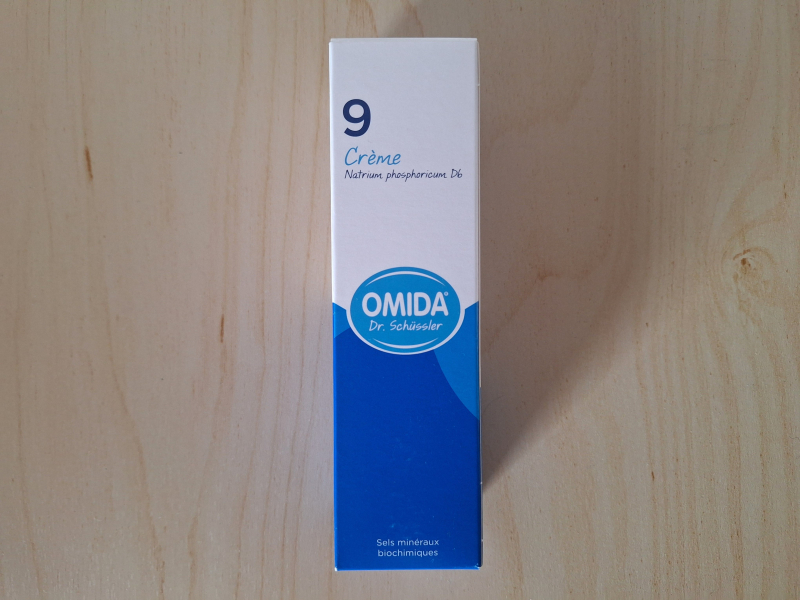 9
Crème
Natrium phosphoricum D6
OMIDA®
Dr. Schüssler
Sels minéraux
biochimiques